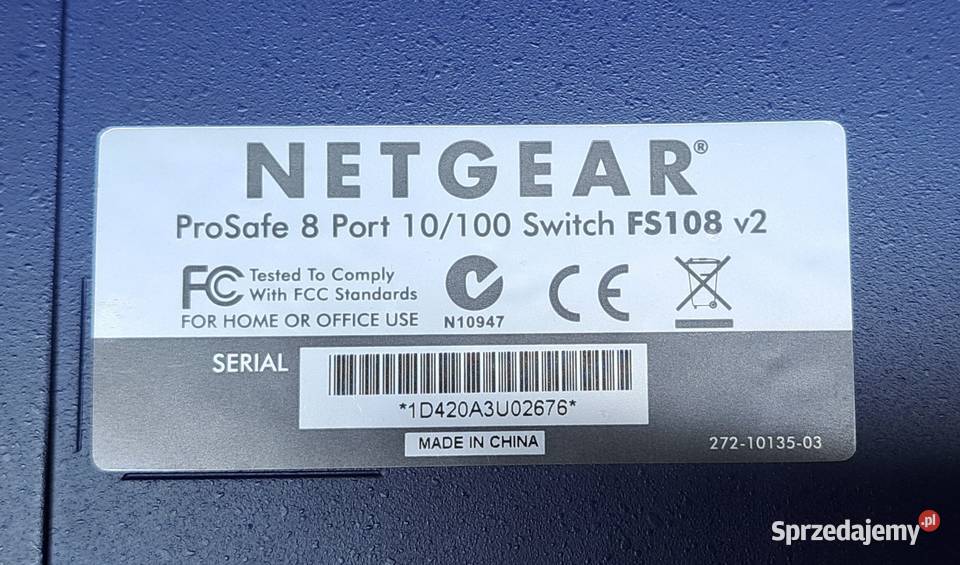 NETGEAR®
ProSafe 8 Port 10/100 Switch FS108 v2
FC Tested To Comply
With FCC Standards
FOR HOME OR OFFICE USE
N10947
CE
SERIAL
*1D420A3U02676*
MADE IN CHINA
272-10135-03
Sprzedajemy.pl